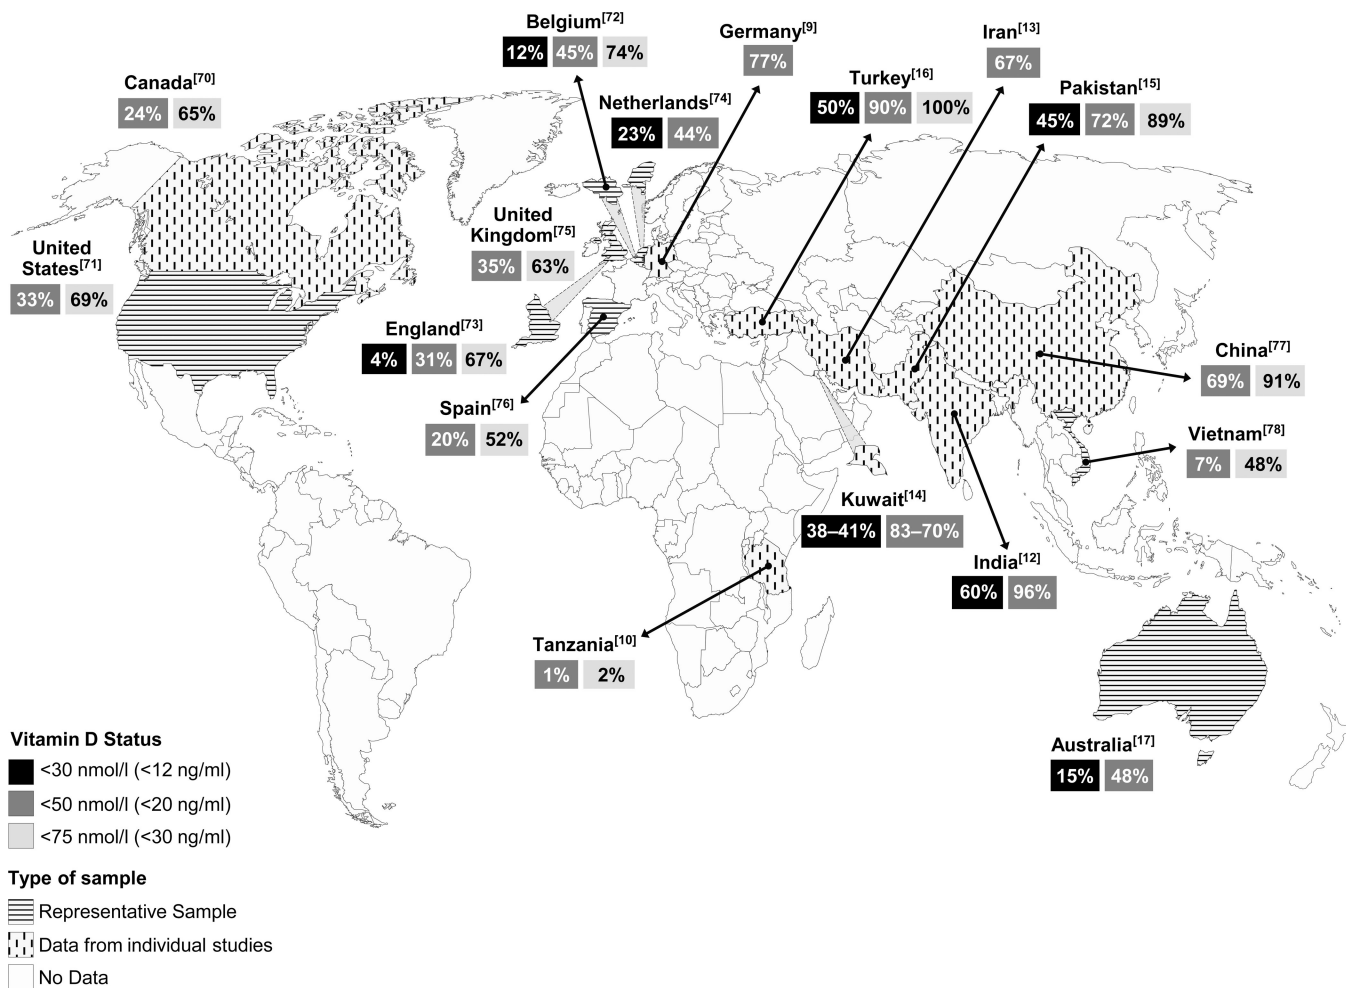 Belgium[72]
12% 45% 74%
Germany[9]
77%
Iran[13]
67%
Canada[70]
24% 65%
Turkey[16]
50% 90% 100%
Pakistan[15]
45% 72% 89%
Netherlands[74]
23% 44%
United
Kingdom[75]
35% 63%
United
States[71]
33% 69%
England[73]
4% 31% 67%
China[77]
69% 91%
Spain[76]
20% 52%
Vietnam[78]
7% 48%
Kuwait[14]
38–41% 83–70%
India[12]
60% 96%
Tanzania[10]
1% 2%
Australia[17]
15% 48%
Vitamin D Status
<30 nmol/l (<12 ng/ml)
<50 nmol/l (<20 ng/ml)
<75 nmol/l (<30 ng/ml)
Type of sample
Representative Sample
Data from individual studies
No Data